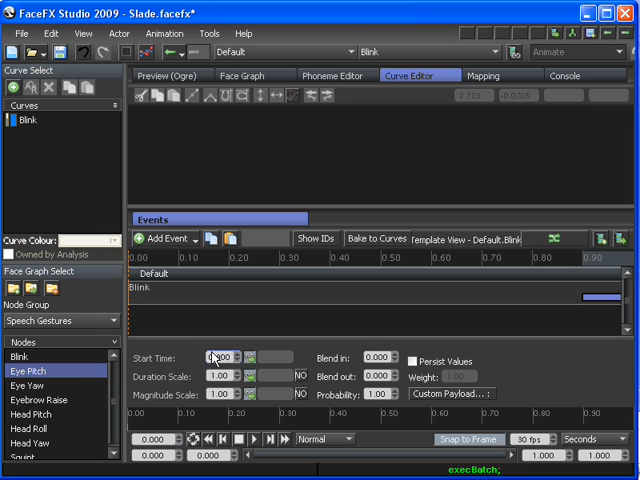 FaceFX Studio 2009 - Slade.facefx*
File Edit View Actor Animation Tools Help
Default Blink Animate
Curve Select
Curves
Blink
Curve Colour:
Owned by Analysis
Face Graph Select
Node Group
Speech Gestures
Nodes
Blink
Eye Pitch
Eye Yaw
Eyebrow Raise
Head Pitch
Head Roll
Head Yaw
Squint
Preview (Ogre) Face Graph Phoneme Editor Curve Editor Mapping Console
2.723 -0.0705
Events
Add Event Show IDs Bake to Curves Template View - Default.Blink
0.00 0.10 0.20 0.30 0.40 0.50 0.60 0.70 0.80 0.90
Default
Blink
Start Time: Blend in: 0.000 Persist Values
Duration Scale: 1.00 NO Blend out: 0.000 Weight: 1.00
Magnitude Scale: 1.00 NO Probability: 1.00 Custom Payload... :
0.00 0.10 0.20 0.30 0.40 0.50 0.60 0.70 0.80 0.90
0.000 Normal Snap to Frame 30 fps Seconds
0.000 0.000 1.000 1.000
execBatch;